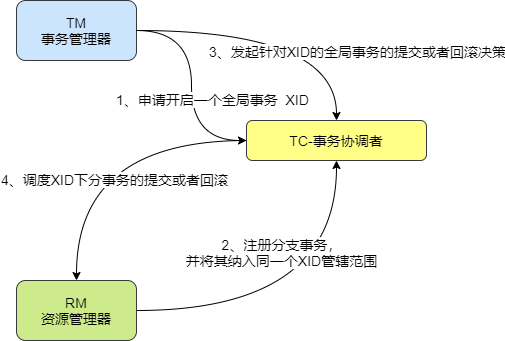 TM
事务管理器
3、发起针对XID的全局事务的提交或者回滚决策
1、申请开启一个全局事务 XID
TC-事务协调者
4、调度XID下分事务的提交或者回滚
2、注册分支事务，
并将其纳入同一个XID管辖范围
RM
资源管理器